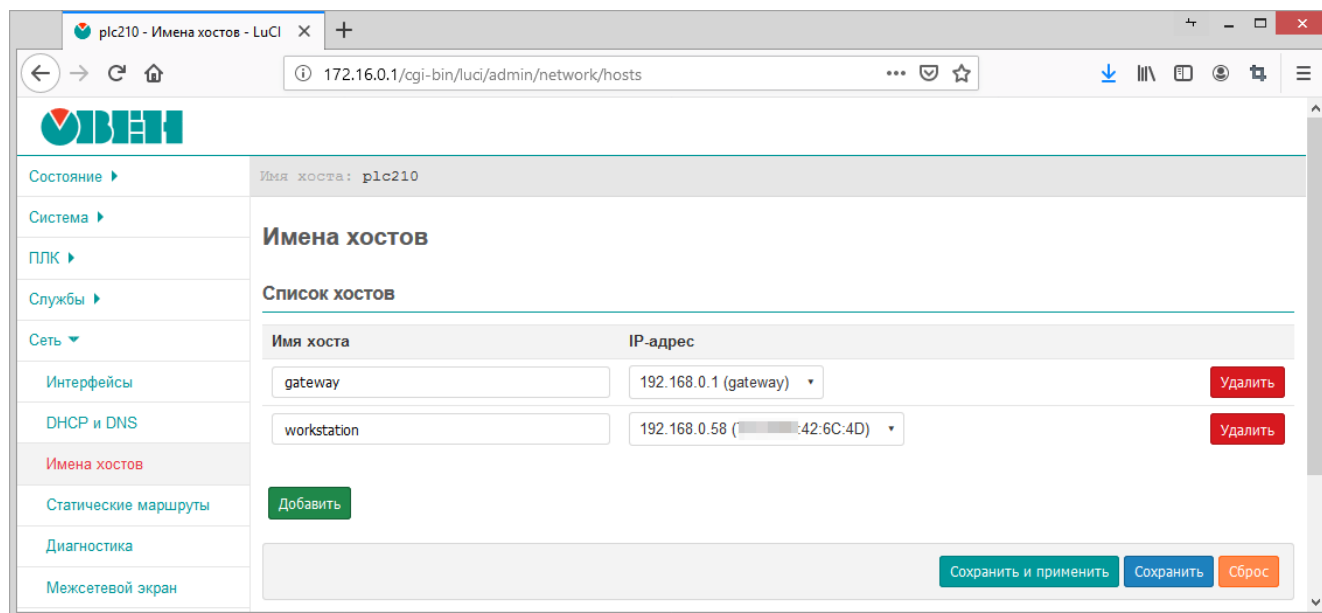 plc210 - Имена хостов - LuCI
172.16.0.1/cgi-bin/luci/admin/network/hosts
ОВЕН
Состояние
Имя хоста: plc210
Система
ПЛК
Службы
Сеть
Интерфейсы
DHCP и DNS
Имена хостов
Статические маршруты
Диагностика
Межсетевой экран
Имена хостов
Список хостов
Имя хоста IP-адрес
gateway 192.168.0.1 (gateway) Удалить
workstation 192.168.0.58 ( :42:6C:4D) Удалить
Добавить
Сохранить и применить Сохранить Сброс